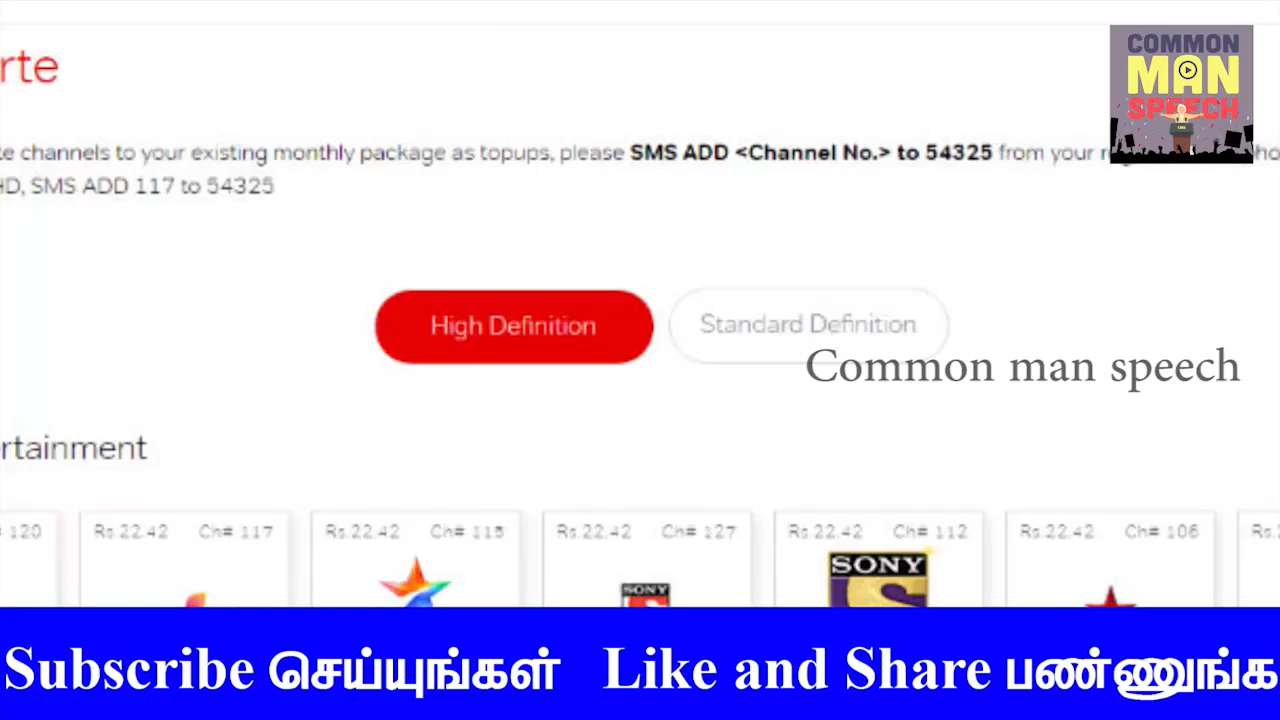 COMMON
MAN
SPEECH
rte
te channels to your existing monthly package as topups, please SMS ADD <Channel No.> to 54325 from your
HD, SMS ADD 117 to 54325
High Definition
Standard Definition
Common man speech
rtainment
# 120
Rs.22.42 Ch# 117
Rs.22.42 Ch# 115
Rs.22.42 Ch# 127
Rs.22.42 Ch# 112
Rs.22.42 Ch# 106
Rs.
SONY
SONY
Subscribe செய்யுங்கள் Like and Share பண்ணுங்க